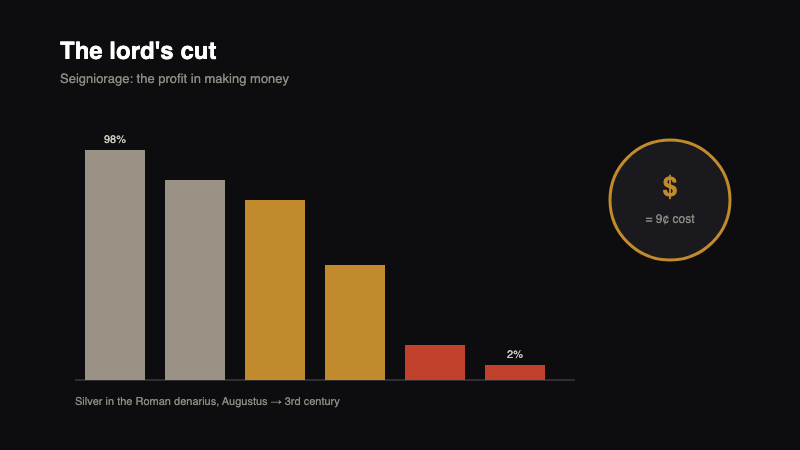 The lord's cut
Seigniorage: the profit in making money
98%
$
= 9¢ cost
2%
Silver in the Roman denarius, Augustus → 3rd century